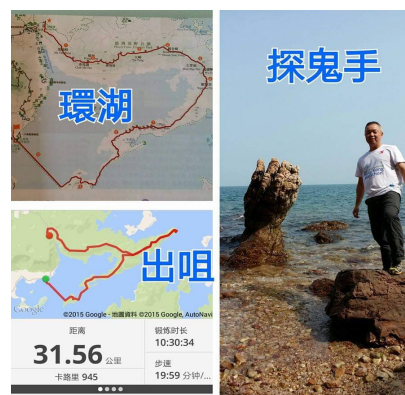 環湖
探鬼手
出咀
Google
©2015 Google - 地圖資料 ©2015 Google, AutoNavi
距离
31.56 公里
卡路里 945
锻炼时长
10:30:34
步速
19:59 分钟/...